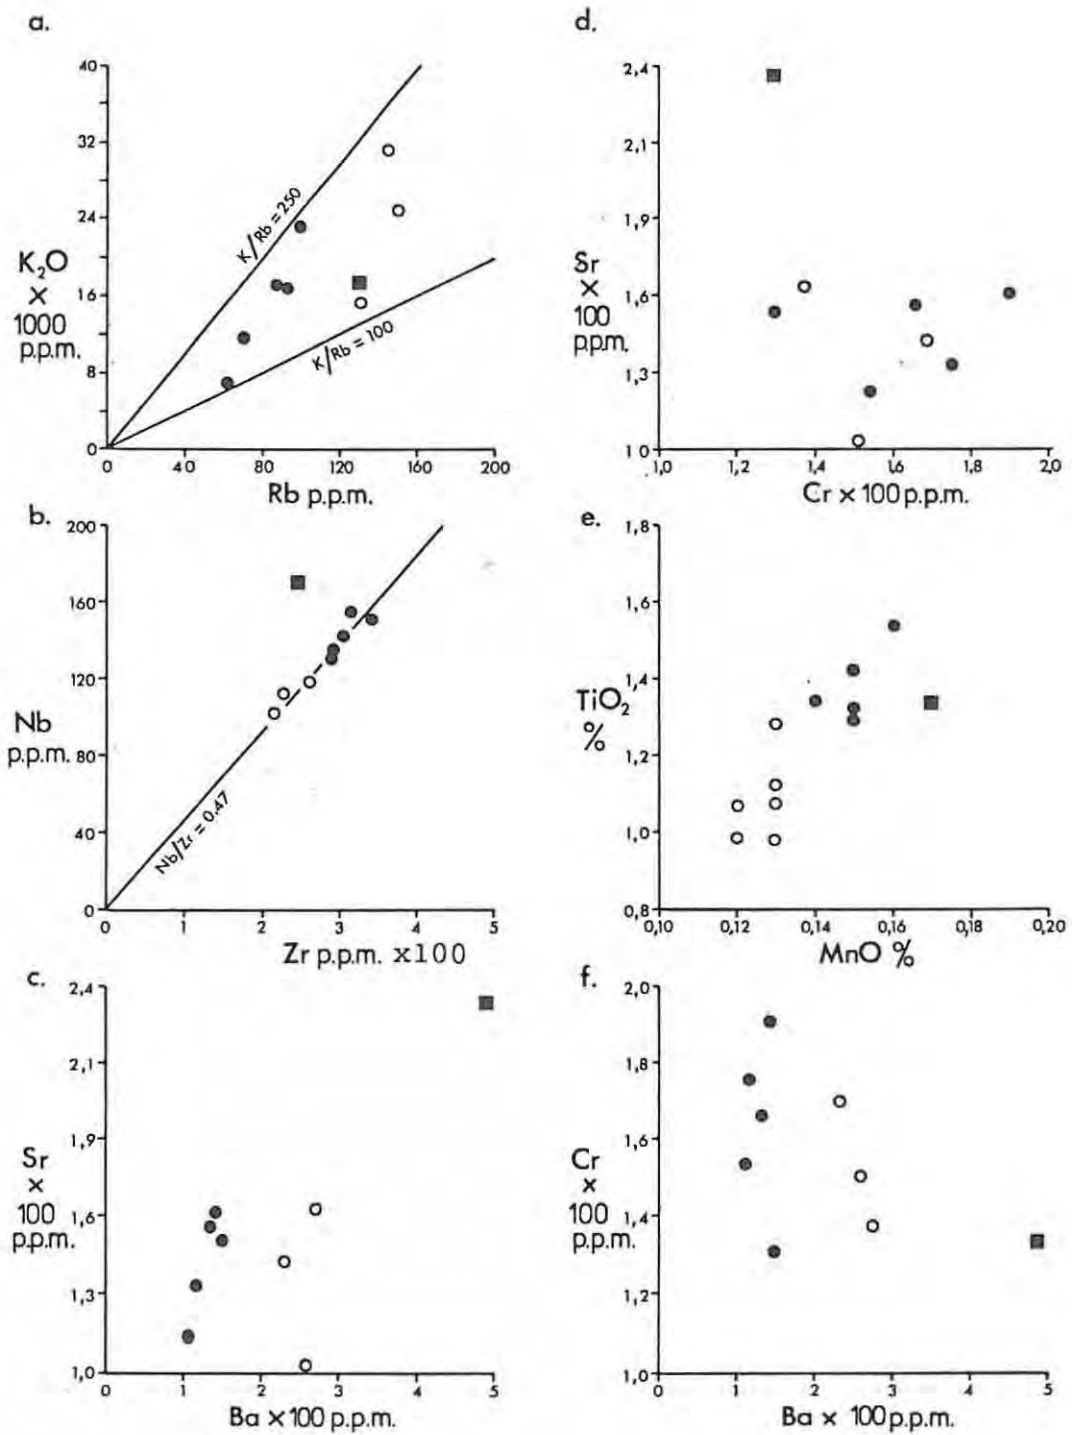 a.
40
32
24
16
8
0
K₂O
×
1000
p.p.m.
K/Rb = 250
K/Rb = 100
0 40 80 120 160 200
Rb p.p.m.
b.
200
160
120
80
40
0
Nb
p.p.m.
Nb/Zr = 0.47
0 1 2 3 4 5
Zr p.p.m. x100
c.
2,4
2,1
1,9
1,6
1,3
1,0
Sr
×
100
p.p.m.
0 1 2 3 4 5
Ba × 100 p.p.m.
d.
2,4
2,1
1,9
1,6
1,3
1 0
Sr
×
100
p.p.m.
1,0 1,2 1,4 1,6 1,8 2,0
Cr × 100 p.p.m.
e.
1,8
1,6
1,4
1,2
1,0
0,8
TiO₂
%
0,10 0,12 0,14 0,16 0,18 0,20
MnO %
f.
2,0
1,8
1,6
1,4
1,2
1,0
Cr
×
100
p.p.m.
0 1 2 3 4 5
Ba × 100 p.p.m.